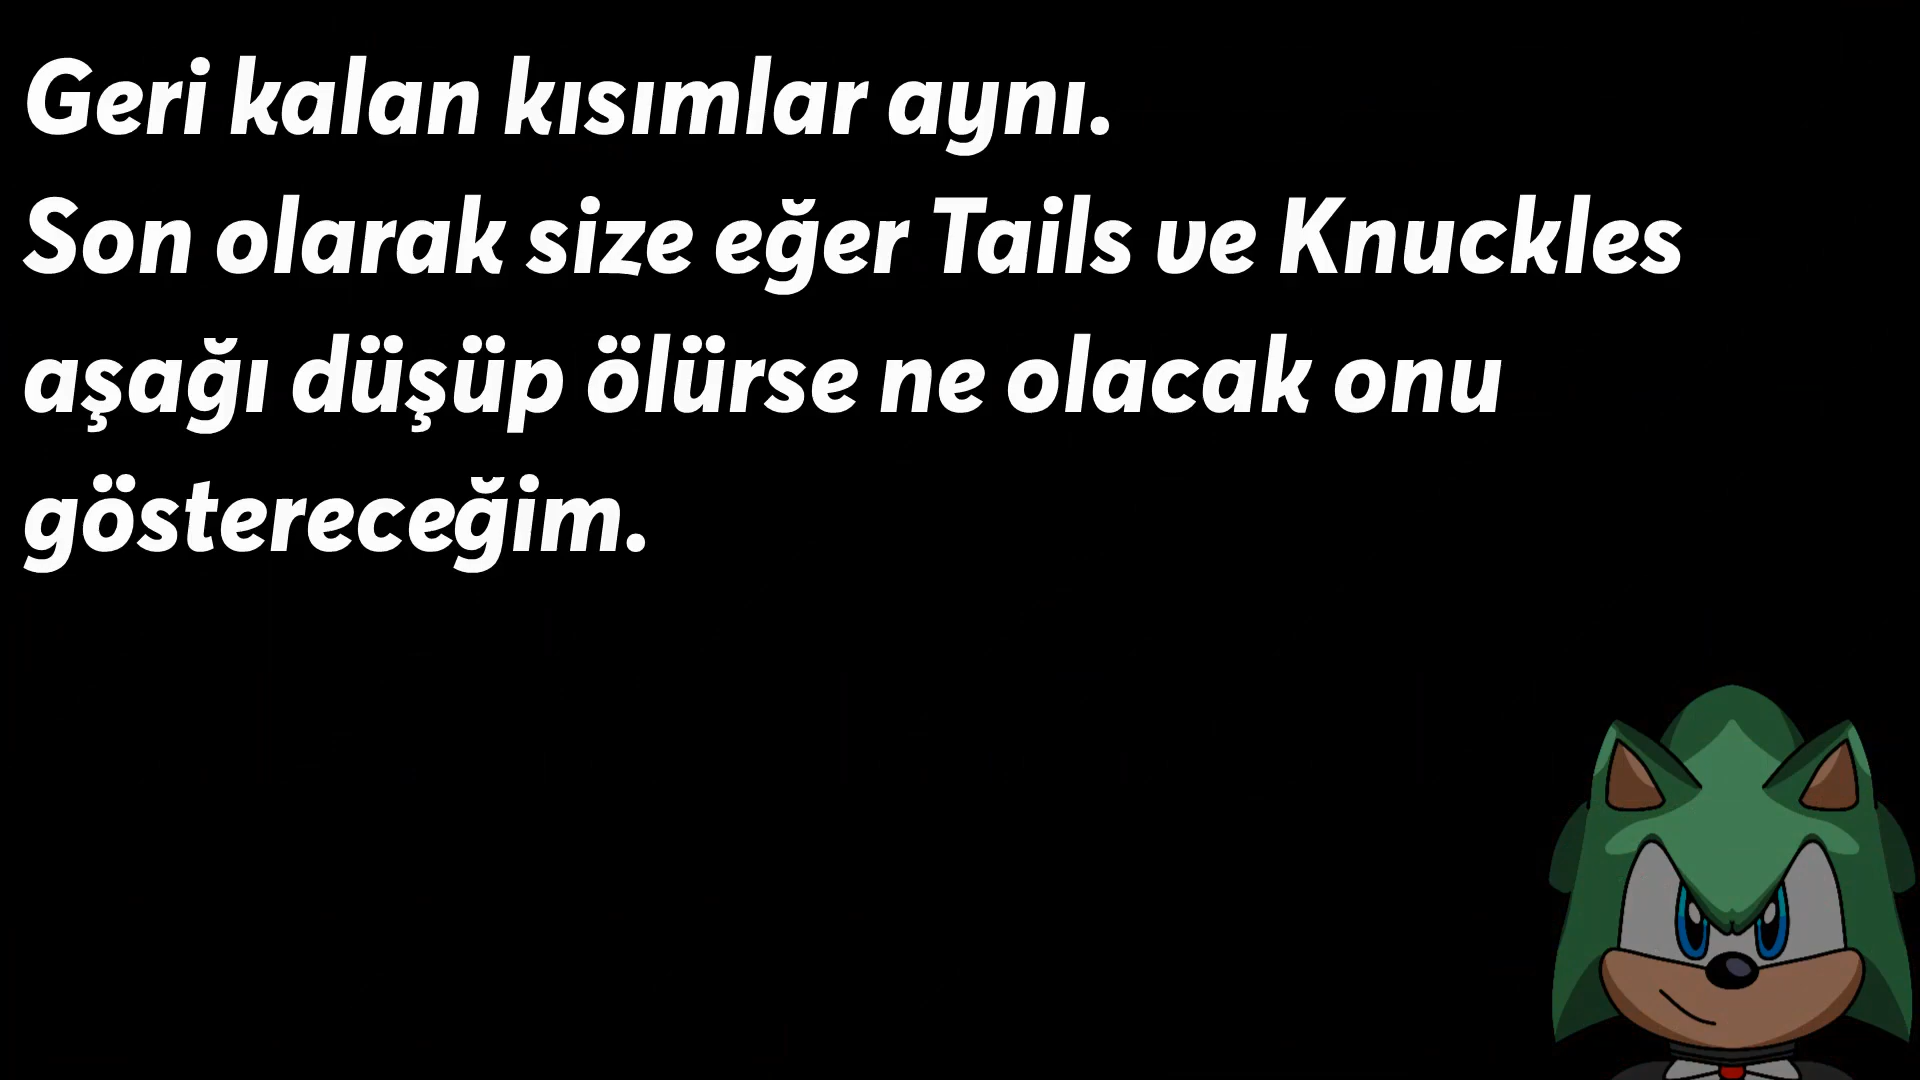 Geri kalan kısımlar aynı.
Son olarak size eğer Tails ve Knuckles
aşağı düşüp ölürse ne olacak onu
göstereceğim.